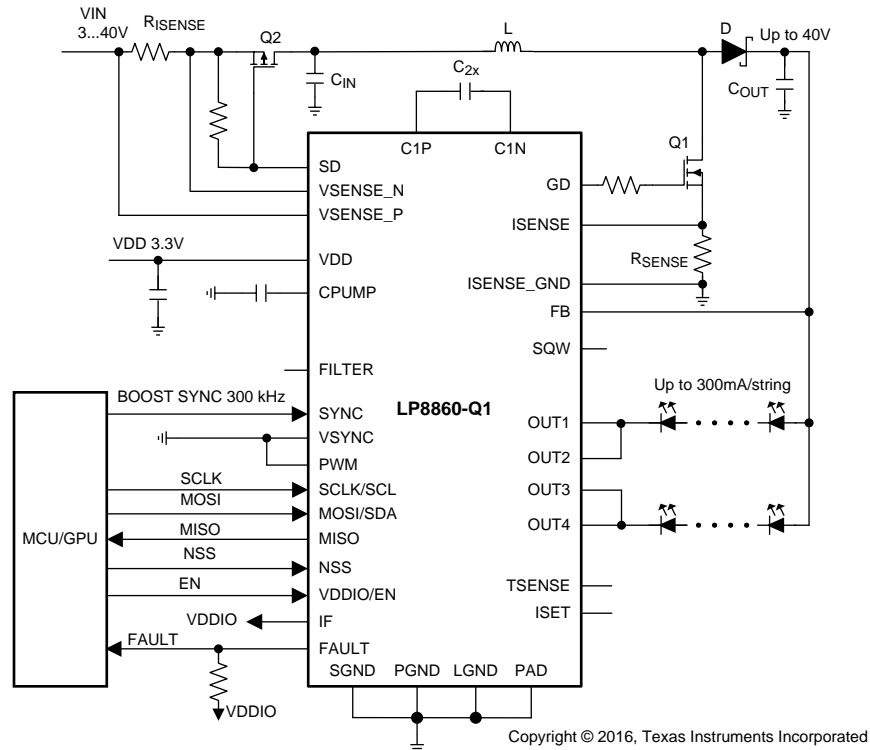 VIN
3...40V
RISENSE
Q2
L
D
Up to 40V
CIN
C2x
COUT
C1P
C1N
Q1
SD
VSENSE_N
VSENSE_P
GD
ISENSE
RSENSE
VDD 3.3V
VDD
CPUMP
ISENSE_GND
FB
SQW
FILTER
LP8860-Q1
Up to 300mA/string
BOOST SYNC 300 kHz
SYNC
VSYNC
PWM
OUT1
OUT2
OUT3
OUT4
MCU/GPU
SCLK
SCLK/SCL
MOSI
MOSI/SDA
MISO
MISO
NSS
NSS
EN
VDDIO/EN
TSENSE
ISET
VDDIO
IF
FAULT
FAULT
VDDIO
SGND
PGND
LGND
PAD
Copyright © 2016, Texas Instruments Incorporated